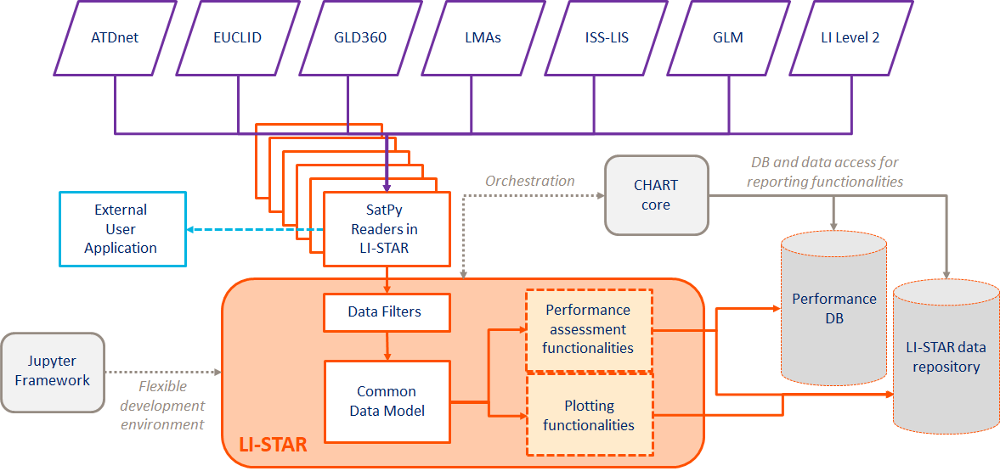 ATDnet
EUCLID
GLD360
LMAs
ISS-LIS
GLM
LI Level 2
DB and data access for
reporting functionalities
Orchestration
CHART
core
External
User
Application
SatPy
Readers in
LI-STAR
Data Filters
Performance
assessment
functionalities
Performance
DB
LI-STAR data
repository
Jupyter
Framework
Flexible
development
environment
Common
Data Model
Plotting
functionalities
LI-STAR